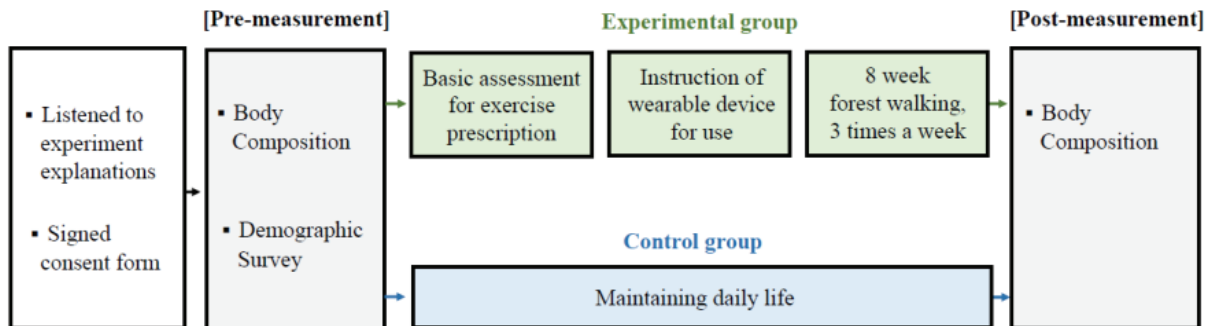 [Pre-measurement]
Experimental group
[Post-measurement]
▪ Listened to
experiment
explanations
▪ Signed
consent form
▪ Body
Composition
▪ Demographic
Survey
Basic assessment
for exercise
prescription
Instruction of
wearable device
for use
8 week
forest walking,
3 times a week
Control group
Maintaining daily life
▪ Body
Composition